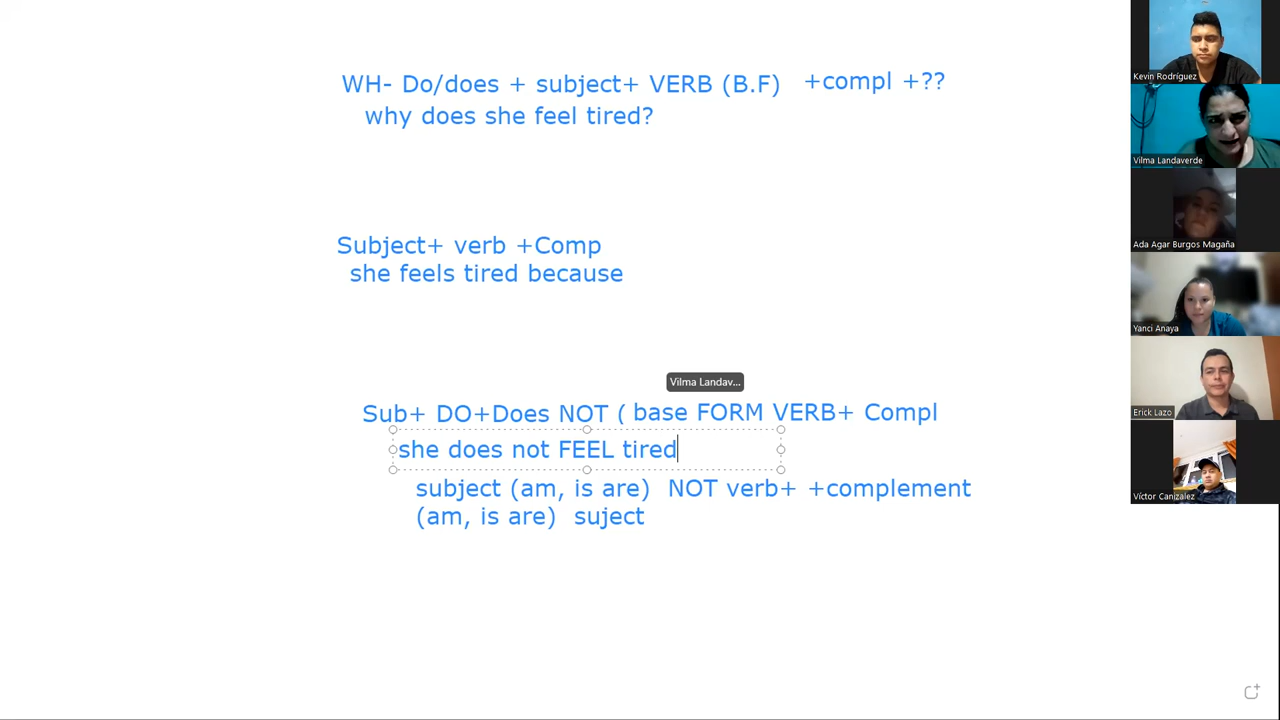 WH- Do/does + subject+ VERB (B.F) +compl +??
why does she feel tired?
Subject+ verb +Comp
she feels tired because
Vilma Landav...
Sub+ DO+Does NOT ( base FORM VERB+ Compl
she does not FEEL tired
subject (am, is are) NOT verb+ +complement
(am, is are) suject
Kevin Rodríguez
Vilma Landaverde
Ada Agar Burgos Magaña
Yanci Anaya
Erick Lazo
Víctor Canizalez